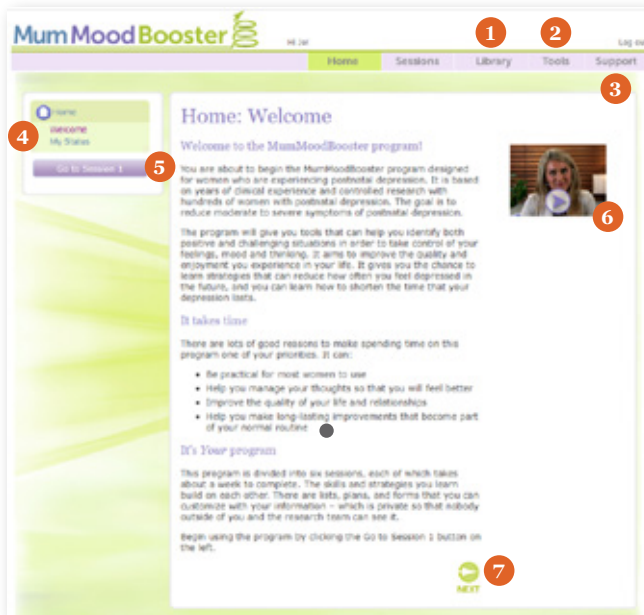 MumMoodBooster
Hi Jar
Log ou
1
2
Home
Sessions
Library
Tools
Support
3
Home
4
Welcome
My Status
Go to Session 1
5
Home: Welcome
Welcome to the MumMoodBooster program!
You are about to begin the MumMoodBooster program designed
for women who are experiencing postnatal depression. It is based
on years of clinical experience and controlled research with
hundreds of women with postnatal depression. The goal is to
reduce moderate to severe symptoms of postnatal depression.
6
The program will give you tools that can help you identify both
positive and challenging situations in order to take control of your
feelings, mood and thinking. It aims to improve the quality and
enjoyment you experience in your life. It gives you the chance to
learn strategies that can reduce how often you feel depressed in
the future, and you can learn how to shorten the time that your
depression lasts.
It takes time
There are lots of good reasons to make spending time on this
program one of your priorities. It can:
• Be practical for most women to use
• Help you manage your thoughts so that you will feel better
• Improve the quality of your life and relationships
• Help you make long-lasting improvements that become part
of your normal routine
It's Your program
This program is divided into six sessions, each of which takes
about a week to complete. The skills and strategies you learn
build on each other. There are lists, plans, and forms that you can
customize with your information – which is private so that nobody
outside of you and the research team can see it.
Begin using the program by clicking the Go to Session 1 button on
the left.
7
NEXT